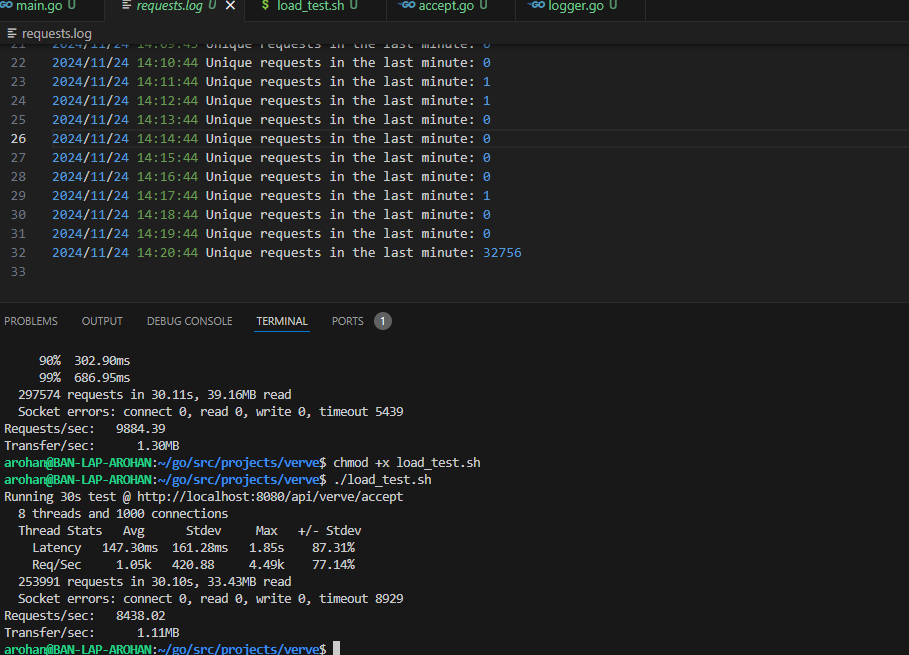 main.go U requests.log U × $ load_test.sh U GO accept.go U GO logger.go U
requests.log
21 2024/11/24 14:09:45 Unique requests in the last minute: 0
22 2024/11/24 14:10:44 Unique requests in the last minute: 0
23 2024/11/24 14:11:44 Unique requests in the last minute: 1
24 2024/11/24 14:12:44 Unique requests in the last minute: 1
25 2024/11/24 14:13:44 Unique requests in the last minute: 0
26 2024/11/24 14:14:44 Unique requests in the last minute: 0
27 2024/11/24 14:15:44 Unique requests in the last minute: 0
28 2024/11/24 14:16:44 Unique requests in the last minute: 0
29 2024/11/24 14:17:44 Unique requests in the last minute: 1
30 2024/11/24 14:18:44 Unique requests in the last minute: 0
31 2024/11/24 14:19:44 Unique requests in the last minute: 0
32 2024/11/24 14:20:44 Unique requests in the last minute: 32756
33
PROBLEMS OUTPUT DEBUG CONSOLE TERMINAL PORTS 1
90% 302.90ms
99% 686.95ms
297574 requests in 30.11s, 39.16MB read
Socket errors: connect 0, read 0, write 0, timeout 5439
Requests/sec: 9884.39
Transfer/sec: 1.30MB
arohan@BAN-LAP-AROHAN:~/go/src/projects/verve$ chmod +x load_test.sh
arohan@BAN-LAP-AROHAN:~/go/src/projects/verve$ ./load_test.sh
Running 30s test @ http://localhost:8080/api/verve/accept
8 threads and 1000 connections
Thread Stats Avg Stdev Max +/- Stdev
Latency 147.30ms 161.28ms 1.85s 87.31%
Req/Sec 1.05k 420.88 4.49k 77.14%
253991 requests in 30.10s, 33.43MB read
Socket errors: connect 0, read 0, write 0, timeout 8929
Requests/sec: 8438.02
Transfer/sec: 1.11MB
arohan@BAN-LAP-AROHAN:~/go/src/projects/verve$